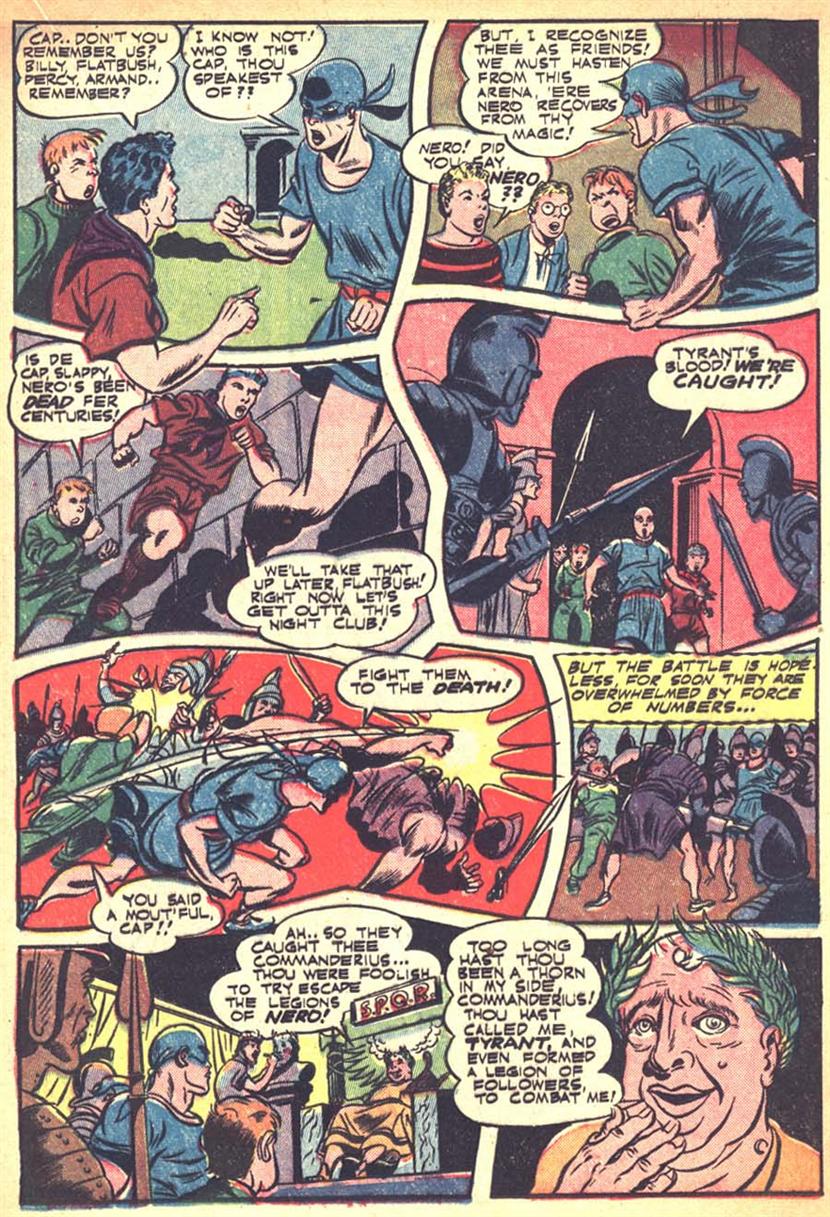 CAP.. DON'T YOU
REMEMBER US?
BILLY, FLATBUSH,
PERCY, ARMAND..
REMEMBER?
I KNOW NOT!
WHO IS THIS
CAP, THOU
SPEAKEST
OF??
BUT, I RECOGNIZE
THEE AS FRIENDS!
WE MUST HASTEN
FROM THIS
ARENA, 'ERE
NERO RECOVERS
FROM THY
MAGIC!
NERO! DID
YOU SAY,
NERO
??
IS DE
CAP, SLAPPY,
NERO'S BEEN
DEAD FER
CENTURIES!
WE'LL TAKE THAT
UP LATER, FLATBUSH!
RIGHT NOW LET'S
GET OUTTA THIS
NIGHT CLUB!
TYRANT'S
BLOOD! WE'RE
CAUGHT!
FIGHT THEM
TO THE DEATH!
YOU SAID
A MOUT'FUL,
CAP!!
BUT THE BATTLE IS HOPE-
LESS, FOR SOON THEY ARE
OVERWHELMED BY FORCE
OF NUMBERS...
AH.. SO THEY
CAUGHT THEE
COMMANDERIUS...
THOU WERE FOOLISH
TO TRY ESCAPE
THE LEGIONS
OF NERO!
S.P.Q.R.
TOO LONG
HAST THOU
BEEN A THORN
IN MY SIDE,
COMMANDERIUS!
THOU HAST
CALLED ME,
TYRANT, AND
EVEN FORMED
A LEGION OF
FOLLOWERS,
TO COMBAT ME!